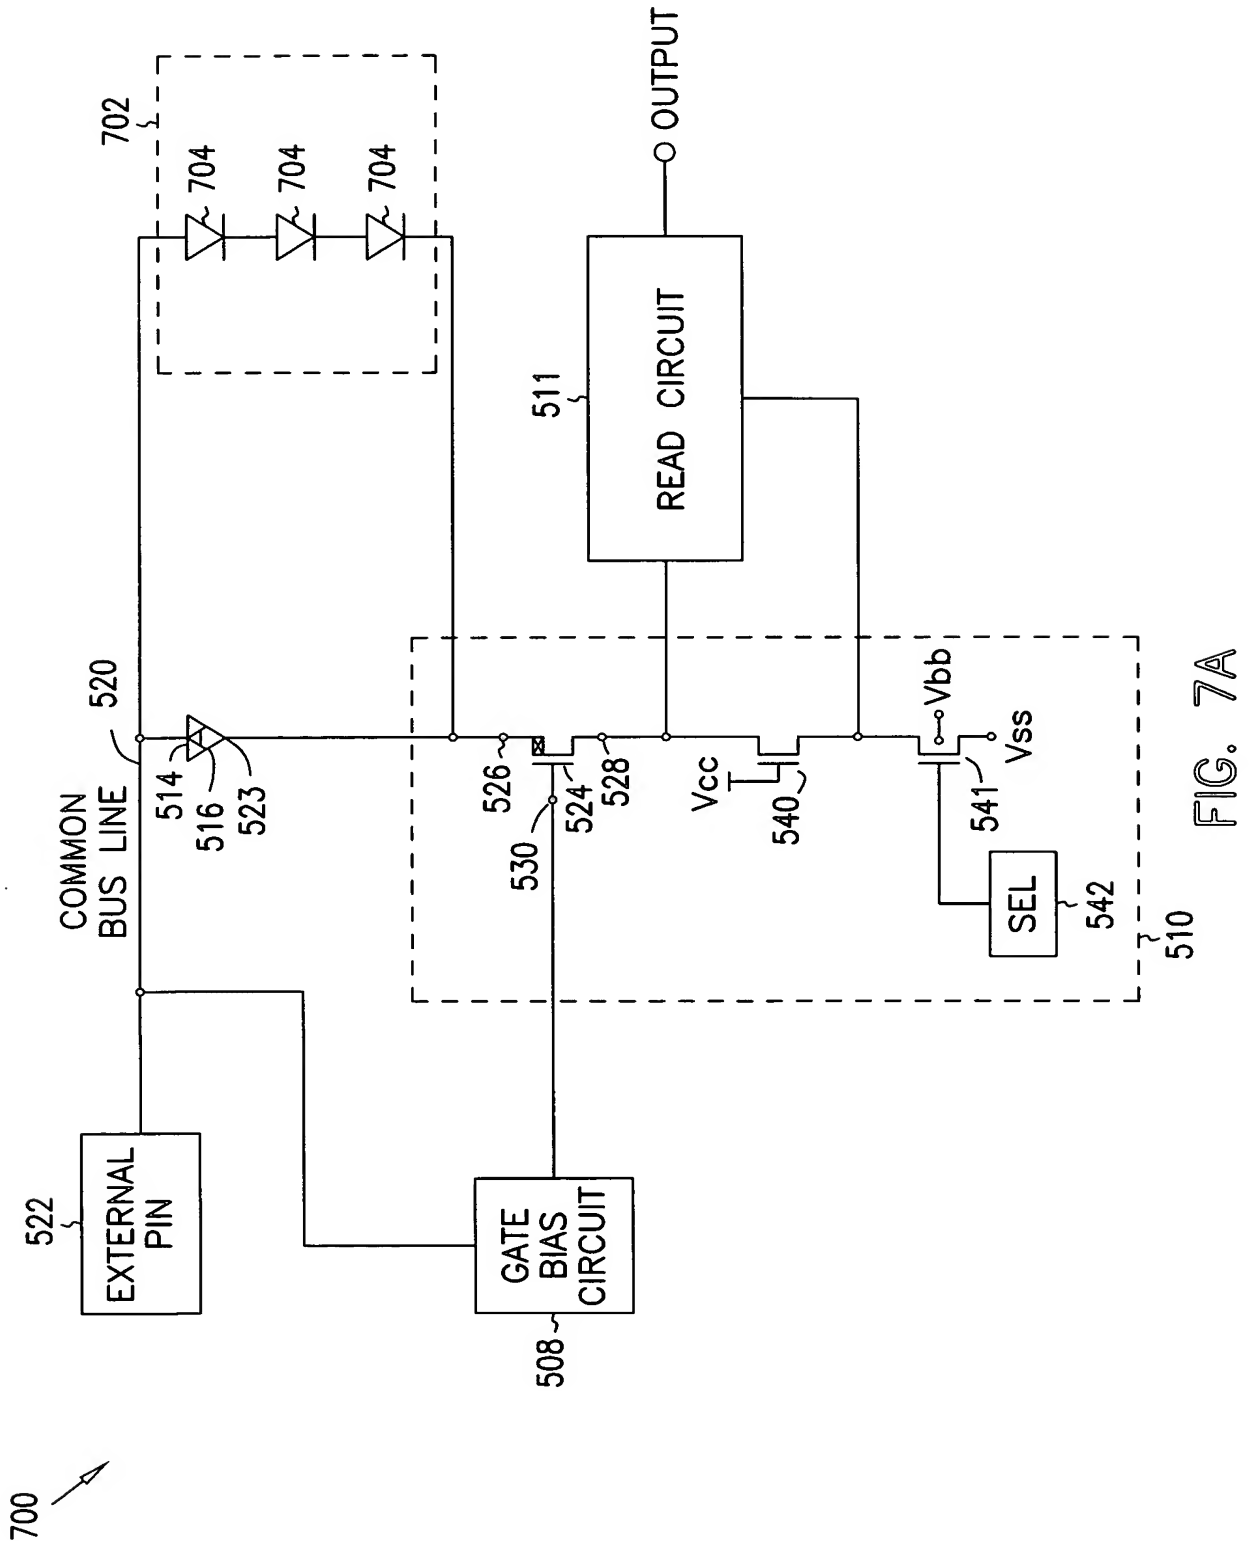 700
522
EXTERNAL
PIN
COMMON
BUS LINE
520
514
516
523
702
704
704
704
508
GATE
BIAS
CIRCUIT
530
526
524
528
Vcc
540
541
Vbb
Vss
SEL
542
510
511
READ CIRCUIT
OUTPUT
FIG. 7A